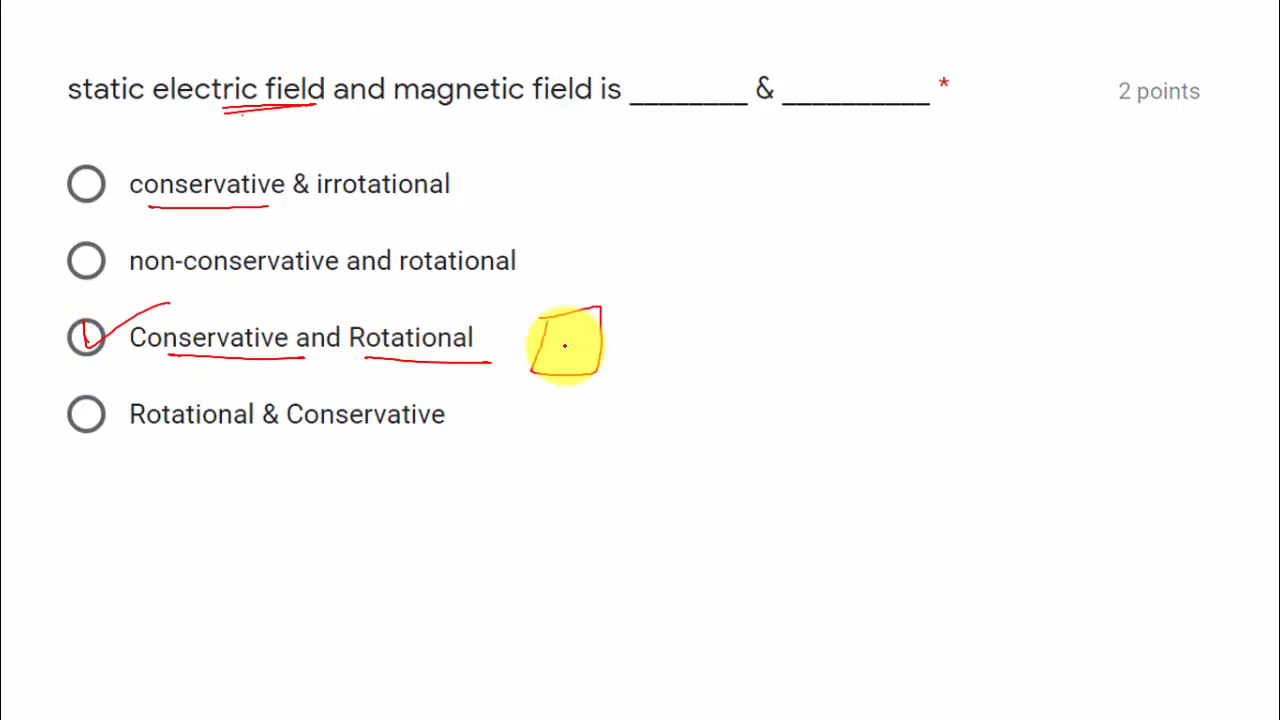 static electric field and magnetic field is ________ & __________ * 2 points
conservative & irrotational
non-conservative and rotational
Conservative and Rotational
Rotational & Conservative